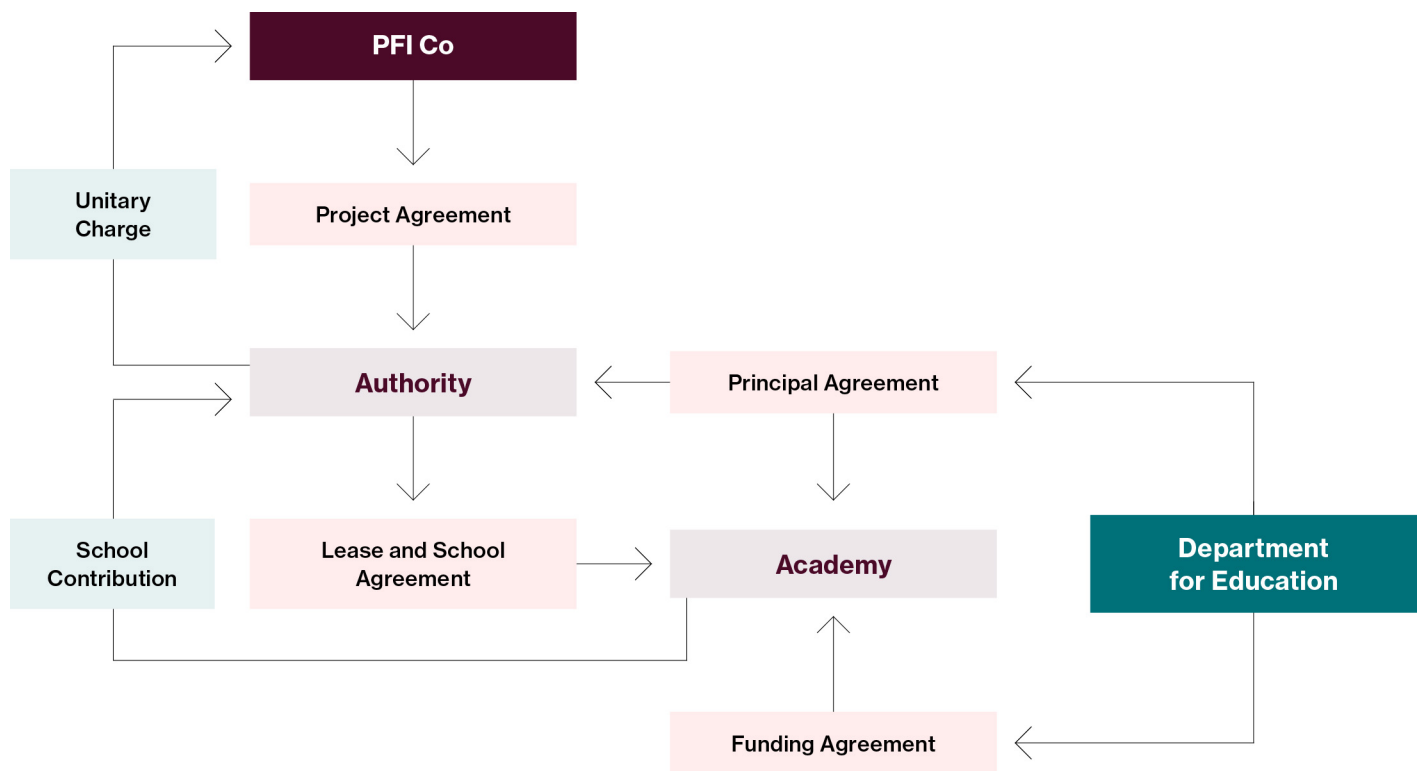 PFI Co
Unitary
Charge
Project Agreement
Authority
Principal Agreement
School
Contribution
Lease and School
Agreement
Academy
Department
for Education
Funding Agreement